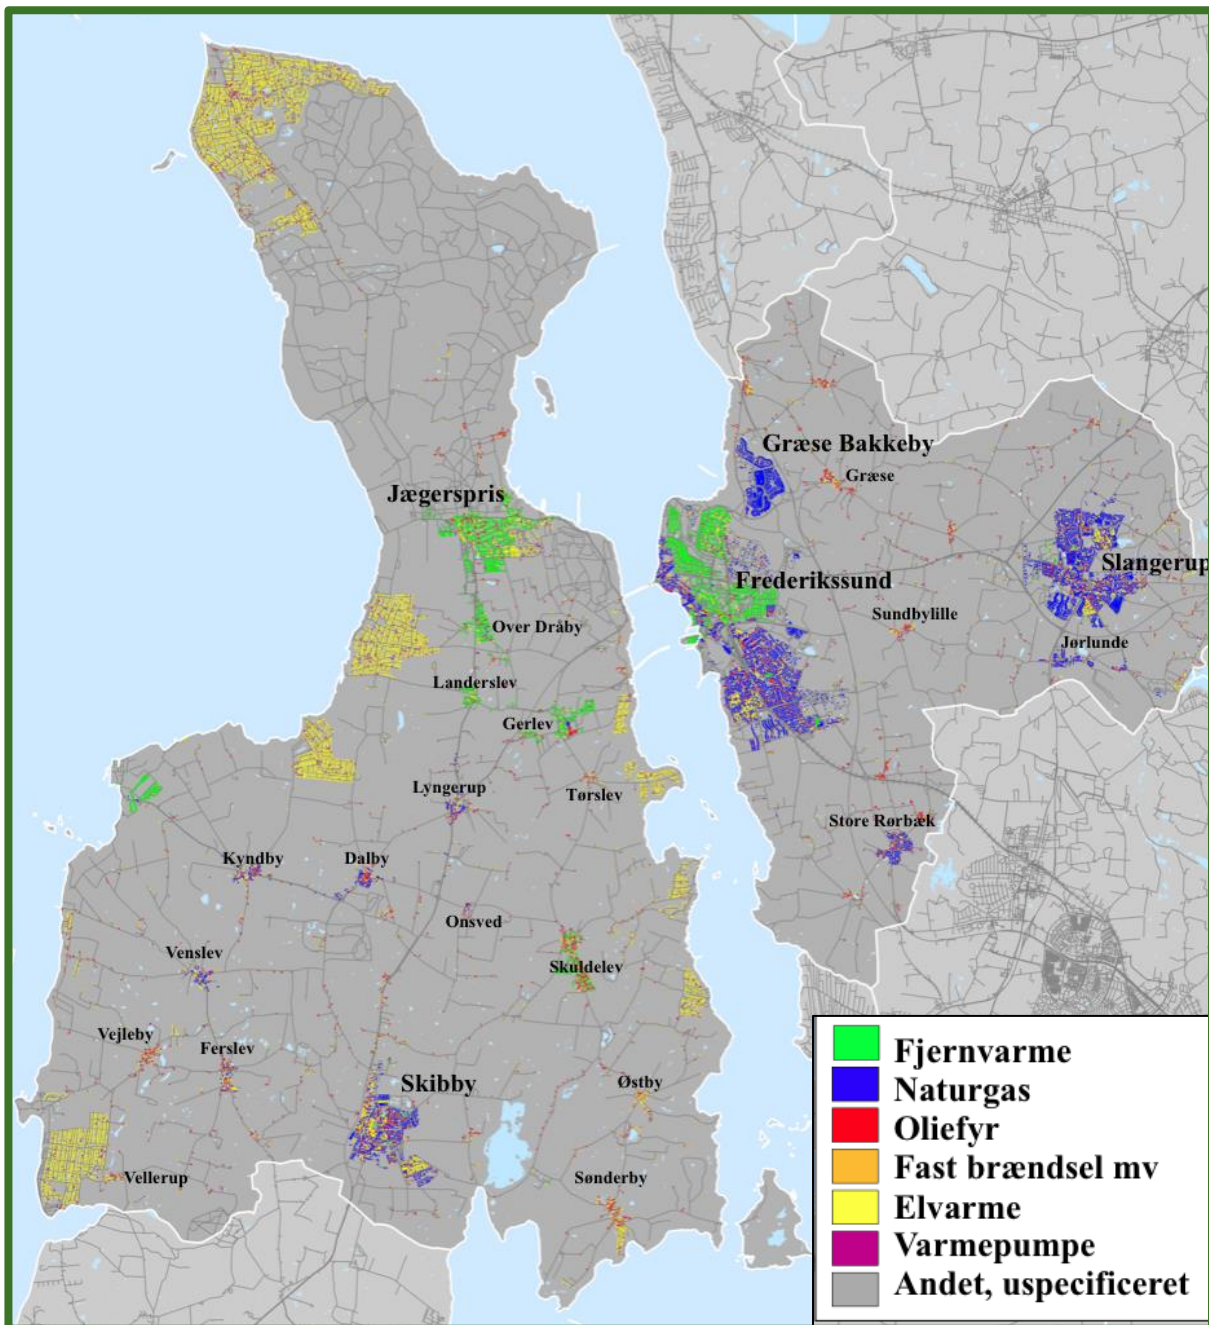 Græse Bakkeby
Græse
Jægerspris
Slangerup
Frederikssund
Sundbylille
Over Dråby
Jørlunde
Landerslev
Gerlev
Lyngerup
Tørslev
Store Rørbæk
Kyndby
Dalby
Onsved
Venslev
Skuldelev
Vejleby
Ferslev
Skibby
Østby
Vellerup
Sønderby
Fjernvarme
Naturgas
Oliefyr
Fast brændsel mv
Elvarme
Varmepumpe
Andet, uspecificeret